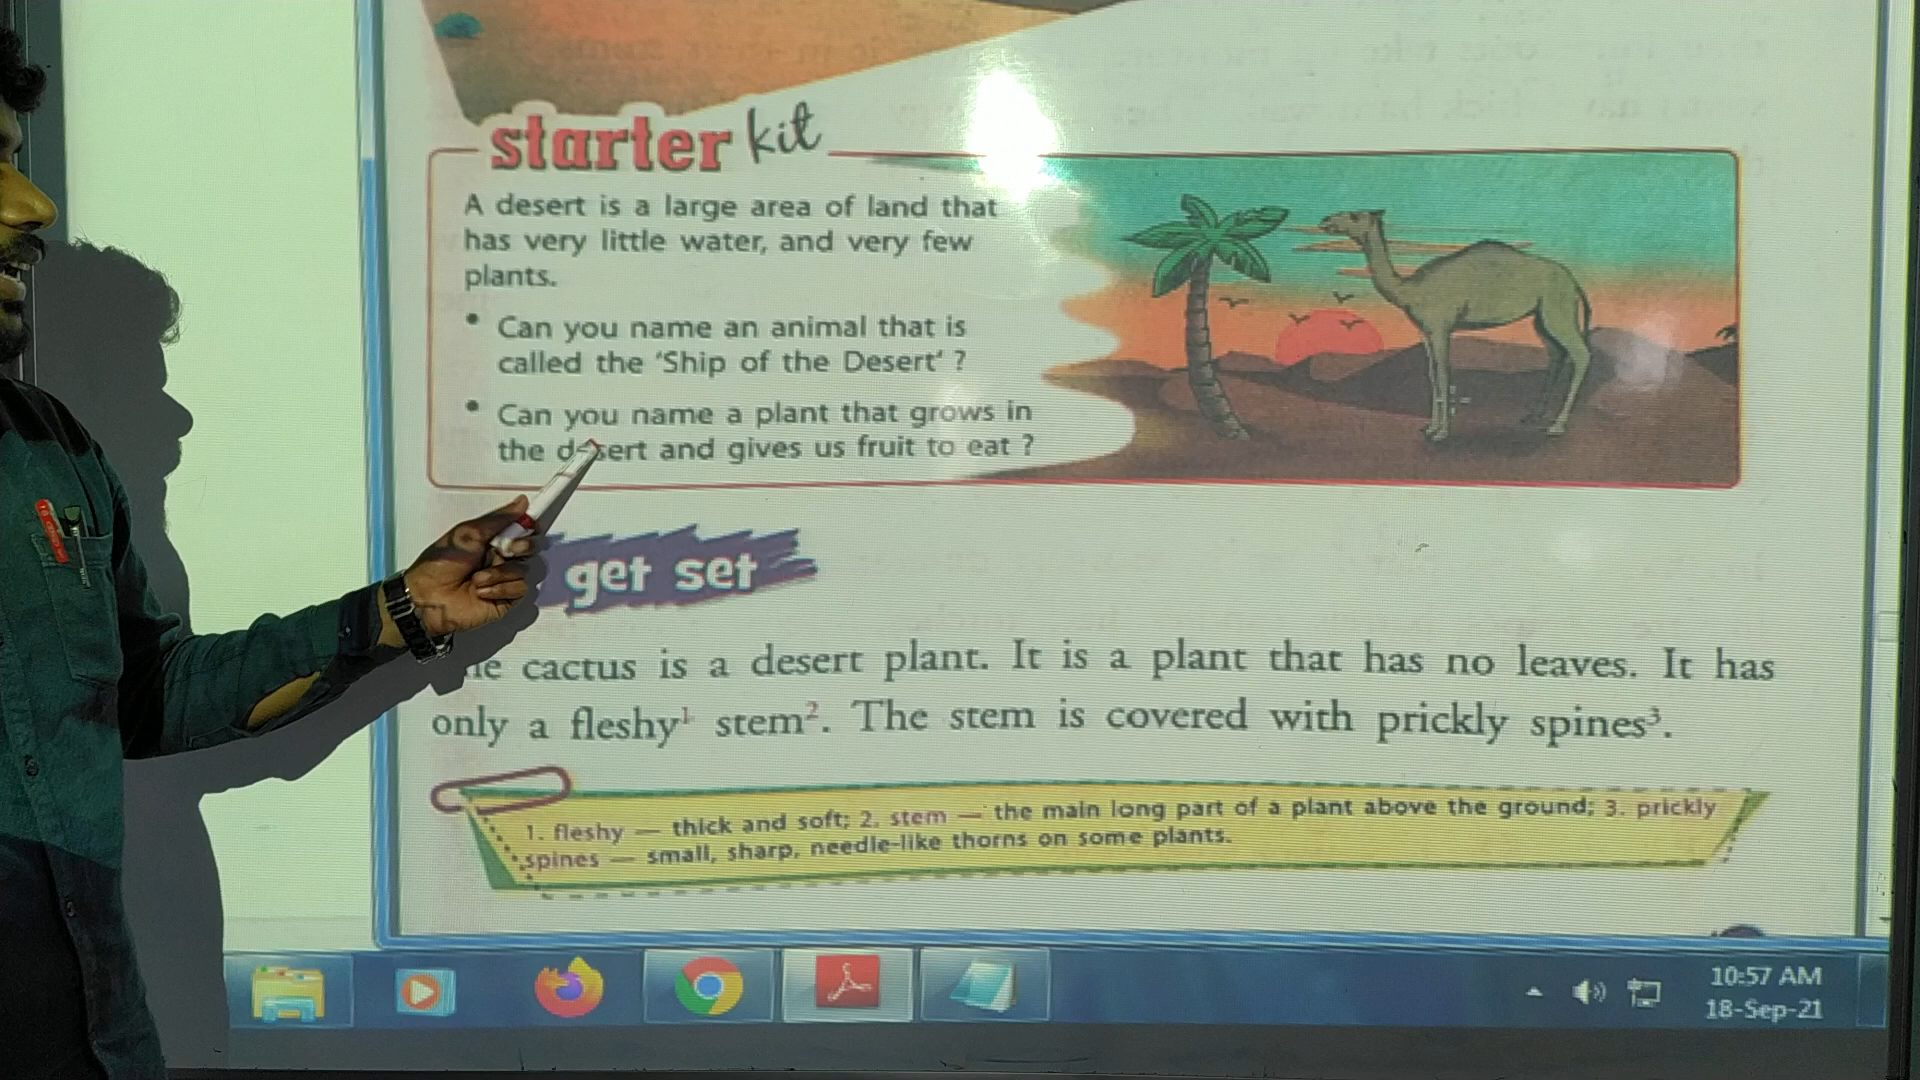 starter kit
A desert is a large area of land that
has very little water, and very few
plants.
• Can you name an animal that is
called the ‘Ship of the Desert’ ?
• Can you name a plant that grows in
the desert and gives us fruit to eat ?
get set
cactus is a desert plant. It is a plant that has no leaves. It has
only a fleshy¹ stem². The stem is covered with prickly spines³.
1. fleshy — thick and soft; 2. stem — the main long part of a plant above the ground; 3. prickly
spines — small, sharp, needle-like thorns on some plants.
10:57 AM
18-Sep-21